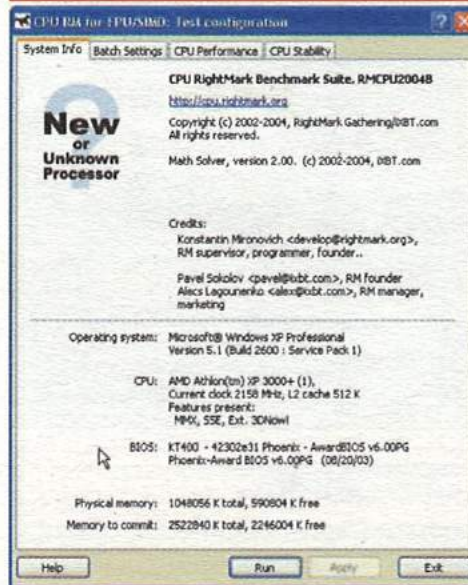 CPU RM for FPU/SIMD: Test configuration
System Info Batch Settings CPU Performance CPU Stability
New
or
Unknown
Processor
CPU RightMark Benchmark Suite. RMCPU2004B
http://cpu.rightmark.org
Copyright (c) 2002-2004, RightMark Gathering/iXBT.com
All rights reserved.
Math Solver, version 2.00. (c) 2002-2004, iXBT.com
Credits:
Konstantin Mironovich <develop@rightmark.org>,
RM supervisor, programmer, founder..
Pavel Sokolov <pavel@ixbt.com>, RM founder
Alecs Lagounenko <alex@ixbt.com>, RM manager,
marketing
Operating system: Microsoft® Windows XP Professional
Version 5.1 (Build 2600 : Service Pack 1)
CPU: AMD Athlon(tm) XP 3000+ (1),
Current clock 2158 MHz, L2 cache 512 K
Features present:
MMX, SSE, Ext. 3DNow!
BIOS: KT400 - 42302e31 Phoenix - AwardBIOS v6.00PG
Phoenix-Award BIOS v6.00PG (08/20/03)
Physical memory: 1048056 K total, 590804 K free
Memory to commit: 2522840 K total, 2246004 K free
Help Run Apply Exit